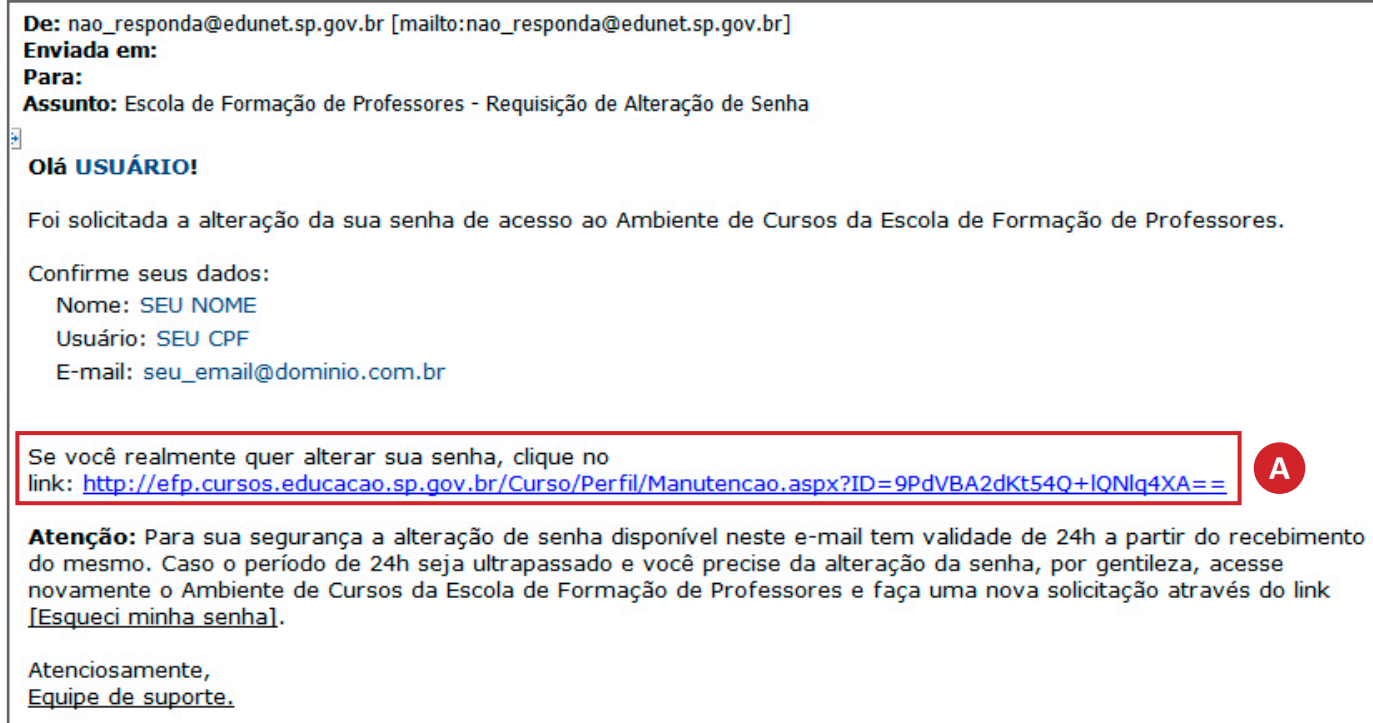 De: nao_responda@edunet.sp.gov.br [mailto:nao_responda@edunet.sp.gov.br]
Enviada em:
Para:
Assunto: Escola de Formação de Professores - Requisição de Alteração de Senha
Olá USUÁRIO!
Foi solicitada a alteração da sua senha de acesso ao Ambiente de Cursos da Escola de Formação de Professores.
Confirme seus dados:
Nome: SEU NOME
Usuário: SEU CPF
E-mail: seu_email@dominio.com.br
Se você realmente quer alterar sua senha, clique no
link: http://efp.cursos.educacao.sp.gov.br/Curso/Perfil/Manutencao.aspx?ID=9PdVBA2dKt54Q+lQNlq4XA==
A
Atenção: Para sua segurança a alteração de senha disponível neste e-mail tem validade de 24h a partir do recebimento
do mesmo. Caso o período de 24h seja ultrapassado e você precise da alteração da senha, por gentileza, acesse
novamente o Ambiente de Cursos da Escola de Formação de Professores e faça uma nova solicitação através do link
[Esqueci minha senha].
Atenciosamente,
Equipe de suporte.